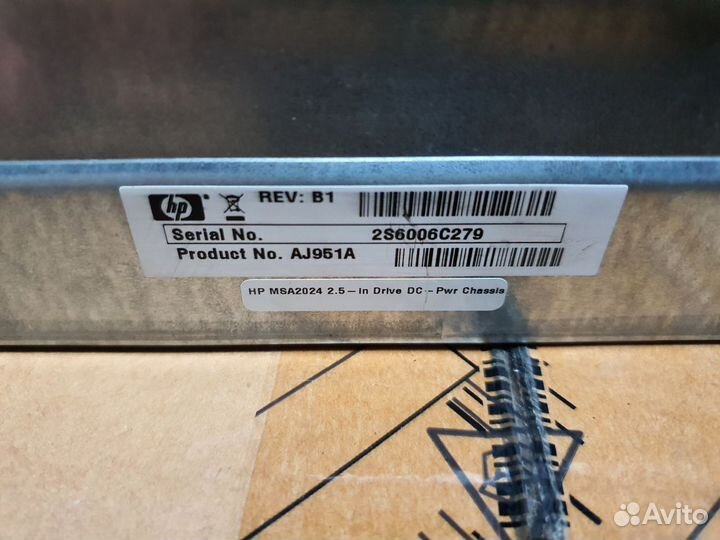 hp REV: B1
Serial No. 2S6006C279
Product No. AJ951A
HP MSA2024 2.5-In Drive DC-Pwr Chassis
Avito